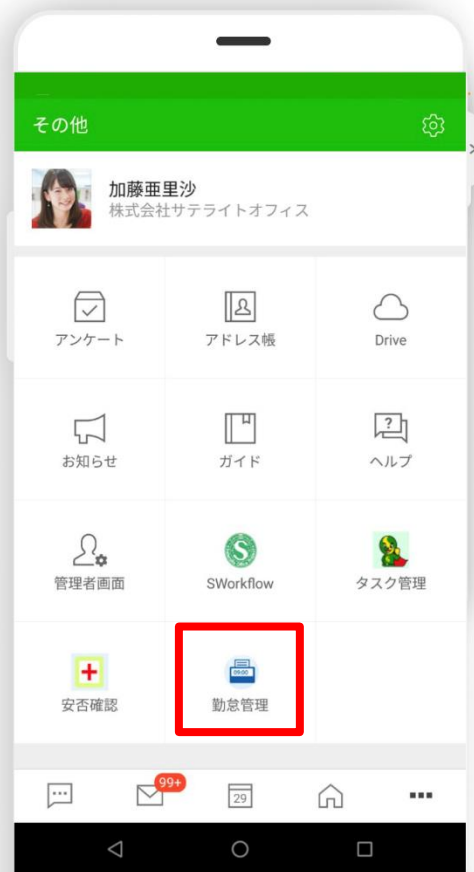 その他
加藤亜里沙
株式会社サテライトオフィス
アンケート
アドレス帳
Drive
お知らせ
ガイド
ヘルプ
管理者画面
SWorkflow
タスク管理
安否確認
09:00
勤怠管理
99+
29